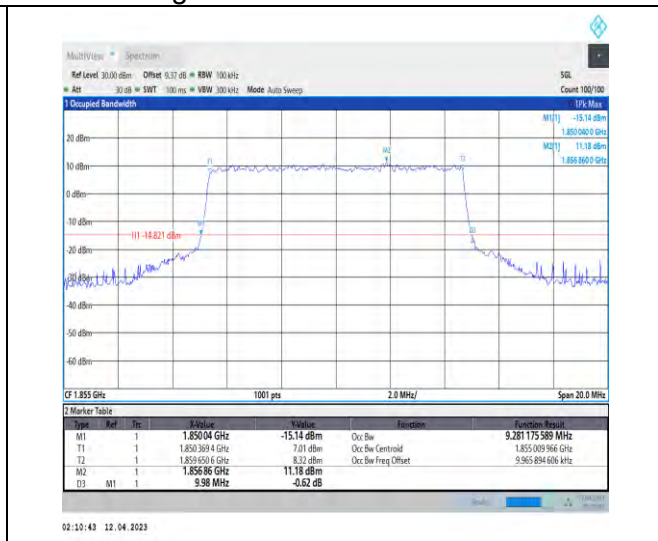 MultiView Spectrum
Ref Level 30.00 dBm Offset 9.37 dB RBW 100 kHz SGL
Att 30 dB SWT 100 ms VBW 300 kHz Mode Auto Sweep Count 100/100
1 Occupied Bandwidth 1Pk Max
M1[1] -15.14 dBm
1.850 040 0 GHz
20 dBm M2[1] 11.18 dBm
M2 1.856 860 0 GHz
T1 T2
10 dBm
0 dBm
-10 dBm
M1 D3
H1 -14.821 dBm
-20 dBm
-30 dBm
-40 dBm
-50 dBm
-60 dBm
CF 1.855 GHz 1001 pts 2.0 MHz/ Span 20.0 MHz
2 Marker Table
Type Ref Trc X-Value Y-Value Function Function Result
M1 1 1.85004 GHz -15.14 dBm Occ Bw 9.281 175 589 MHz
T1 1 1.850 369 4 GHz 7.01 dBm Occ Bw Centroid 1.855 009 966 GHz
T2 1 1.859 650 6 GHz 8.32 dBm Occ Bw Freq Offset 9.965 894 606 kHz
M2 1 1.85686 GHz 11.18 dBm
D3 M1 1 9.98 MHz -0.62 dB
02:10:43 12.04.2023